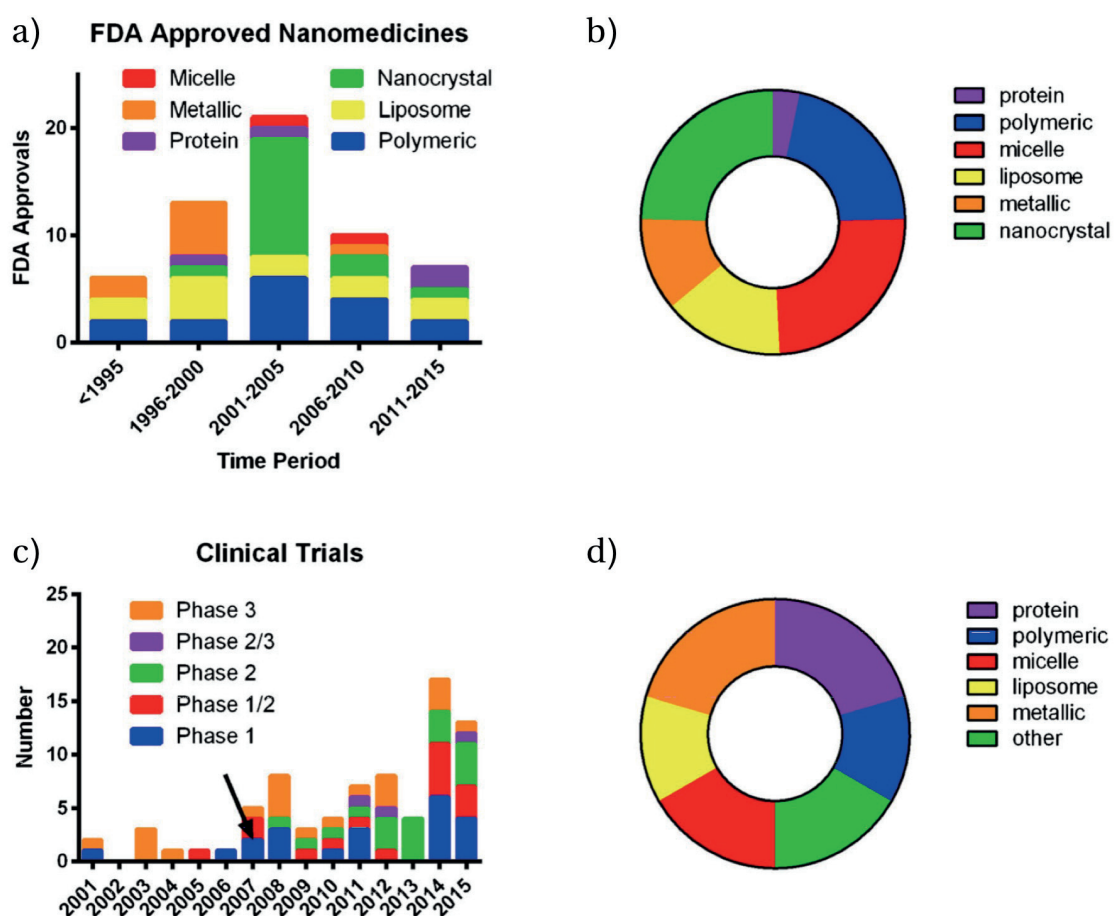 a)
FDA Approved Nanomedicines
Micelle
Metallic
Protein
Nanocrystal
Liposome
Polymeric
FDA Approvals
20
10
0
<1995
1996-2000
2001-2005
2006-2010
2011-2015
Time Period
b)
protein
polymeric
micelle
liposome
metallic
nanocrystal
c)
Clinical Trials
Phase 3
Phase 2/3
Phase 2
Phase 1/2
Phase 1
Number
25
20
15
10
5
0
2001
2002
2003
2004
2005
2006
2007
2008
2009
2010
2011
2012
2013
2014
2015
d)
protein
polymeric
micelle
liposome
metallic
other